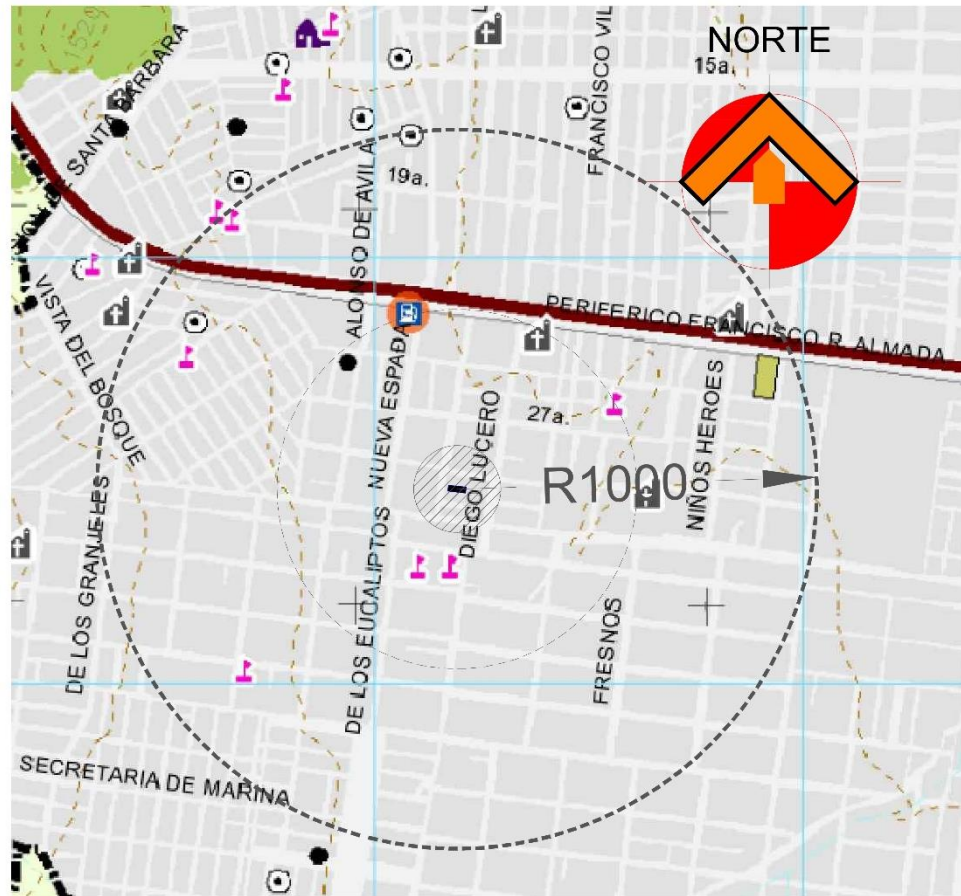 NORTE
15a.
SANTA BARBARA
FRANCISCO VIL
19a.
ALONSO DE AVILA
VISTA DEL BOSQUE
PERIFERICO FRANCISCO R. ALMADA
NUEVA ESPADA
27a.
DIEGO LUCERO
R1000
NIÑOS HEROES
DE LOS GRANJELES
DE LOS EUCALIPTOS
FRESNOS
SECRETARIA DE MARINA